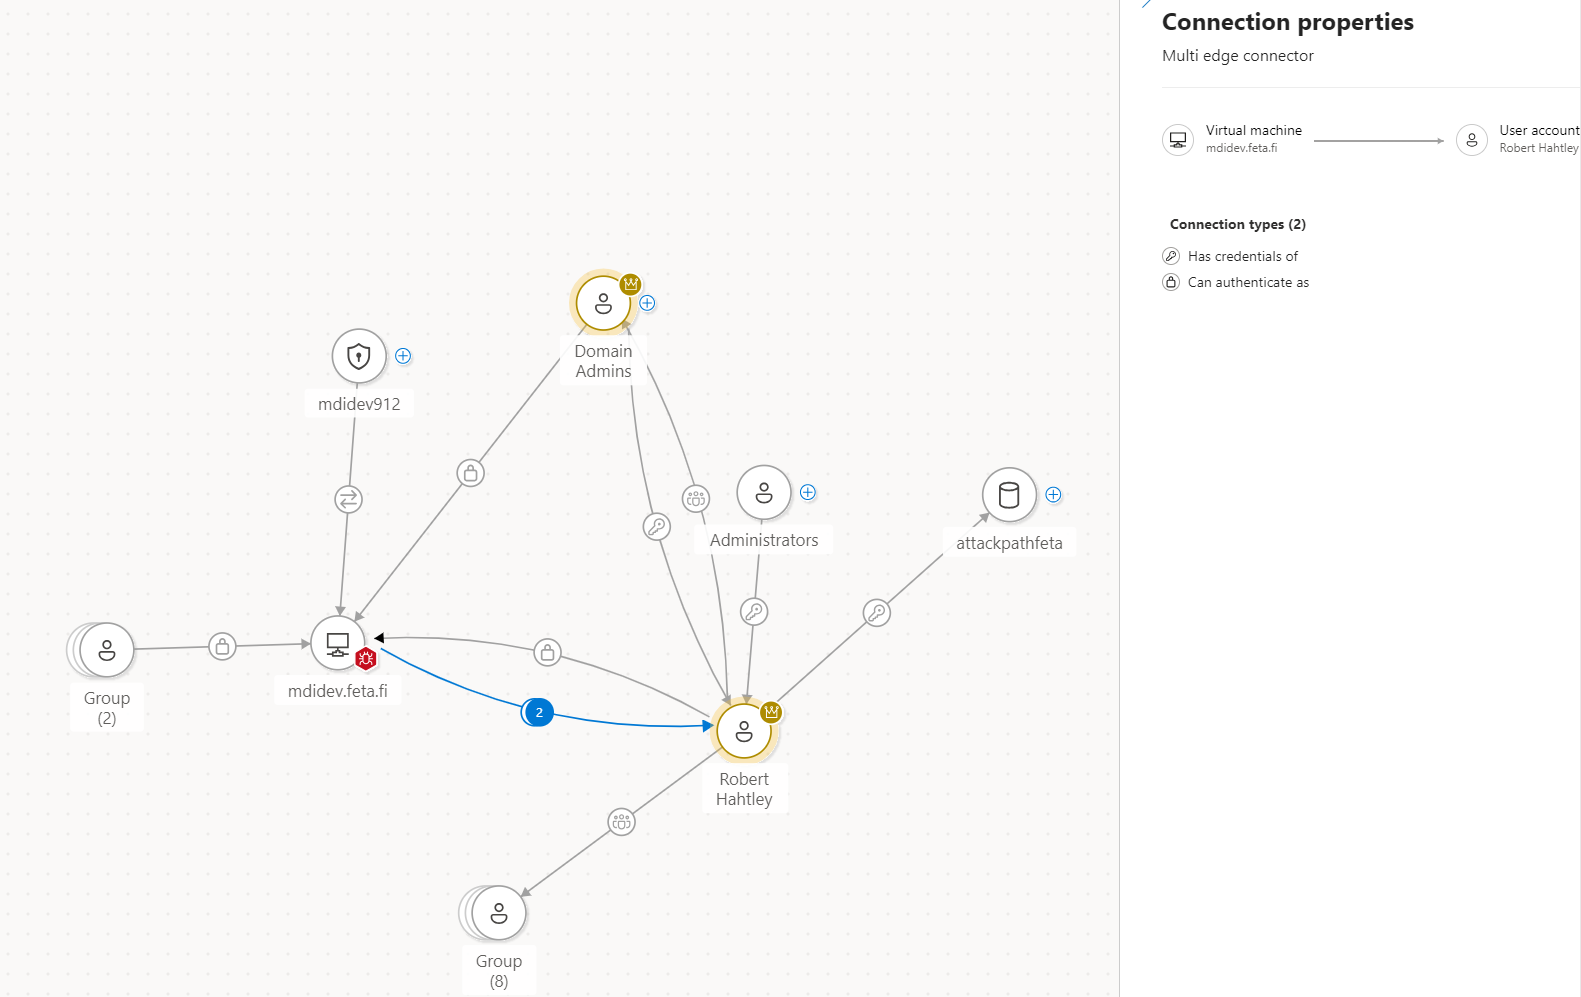 Connection properties
Multi edge connector
Virtual machine
mdidev.feta.fi
User account
Robert Hahtley
Connection types (2)
Has credentials of
Can authenticate as
Domain
Admins
mdidev912
Administrators
attackpathfeta
Group
(2)
mdidev.feta.fi
2
Robert
Hahtley
Group
(8)